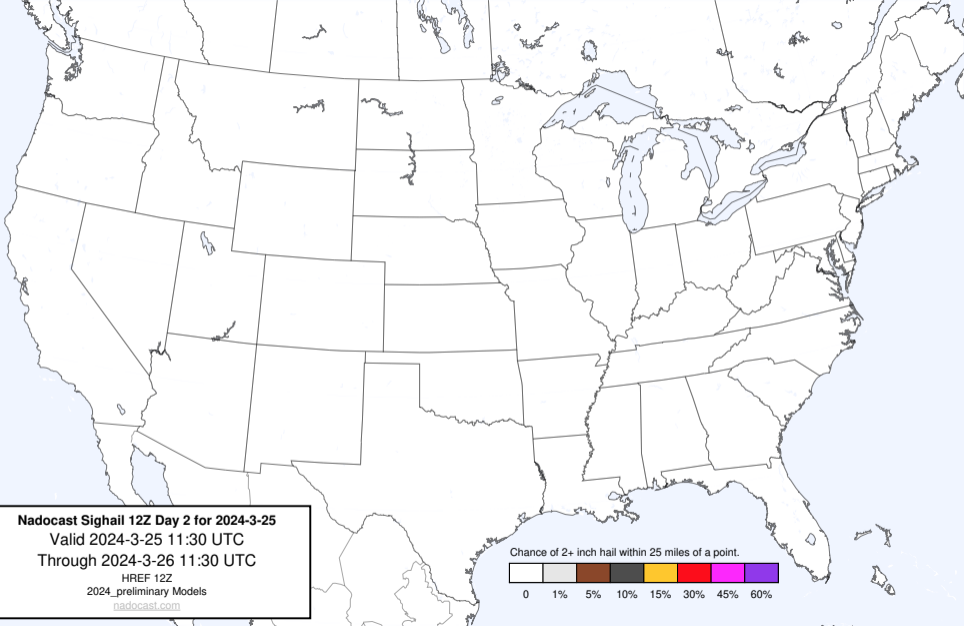 Nadocast Sighail 12Z Day 2 for 2024-3-25
Valid 2024-3-25 11:30 UTC
Through 2024-3-26 11:30 UTC
HREF 12Z
2024_preliminary Models
nadocast.com
Chance of 2+ inch hail within 25 miles of a point.
0 1% 5% 10% 15% 30% 45% 60%